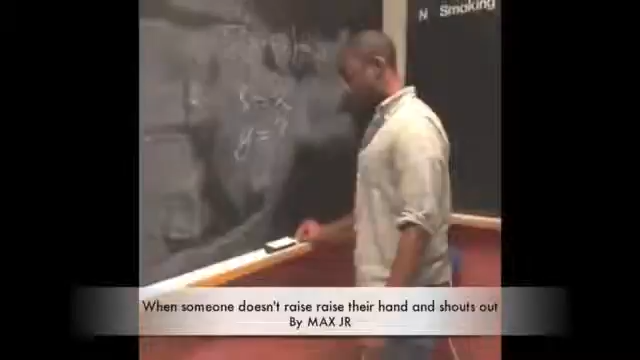 N Smoking
y = ?
When someone doesn't raise raise their hand and shouts out
By MAX JR